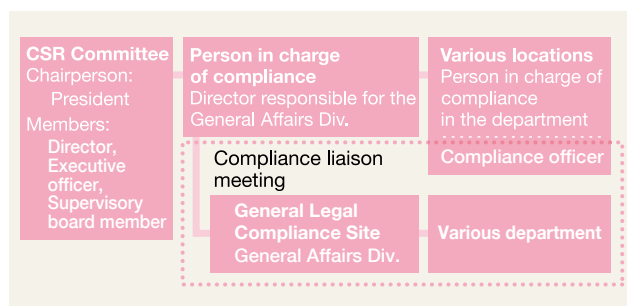 CSR Committee
Chairperson:
President
Members:
Director,
Executive
officer,
Supervisory
board member
Person in charge
of compliance
Director responsible for the
General Affairs Div.
Various locations
Person in charge of
compliance
in the department
Compliance officer
Compliance liaison
meeting
General Legal
Compliance Site
General Affairs Div.
Various department